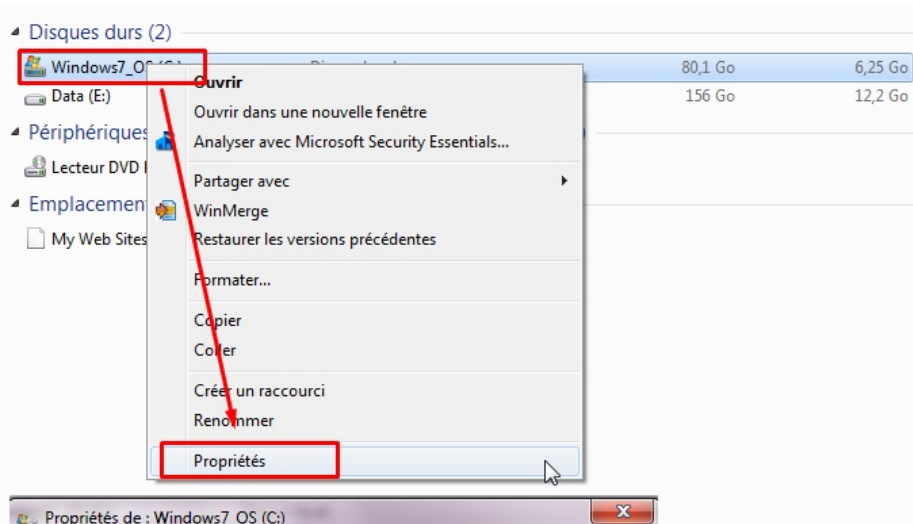 Disques durs (2)
Windows7_OS (C:) 80,1 Go 6,25 Go
Data (E:) 156 Go 12,2 Go
Périphériques
Lecteur DVD
Emplacemen
My Web Sites
Ouvrir
Ouvrir dans une nouvelle fenêtre
Analyser avec Microsoft Security Essentials...
Partager avec
WinMerge
Restaurer les versions précédentes
Formater...
Copier
Coller
Créer un raccourci
Renommer
Propriétés
Propriétés de : Windows7_OS (C:)